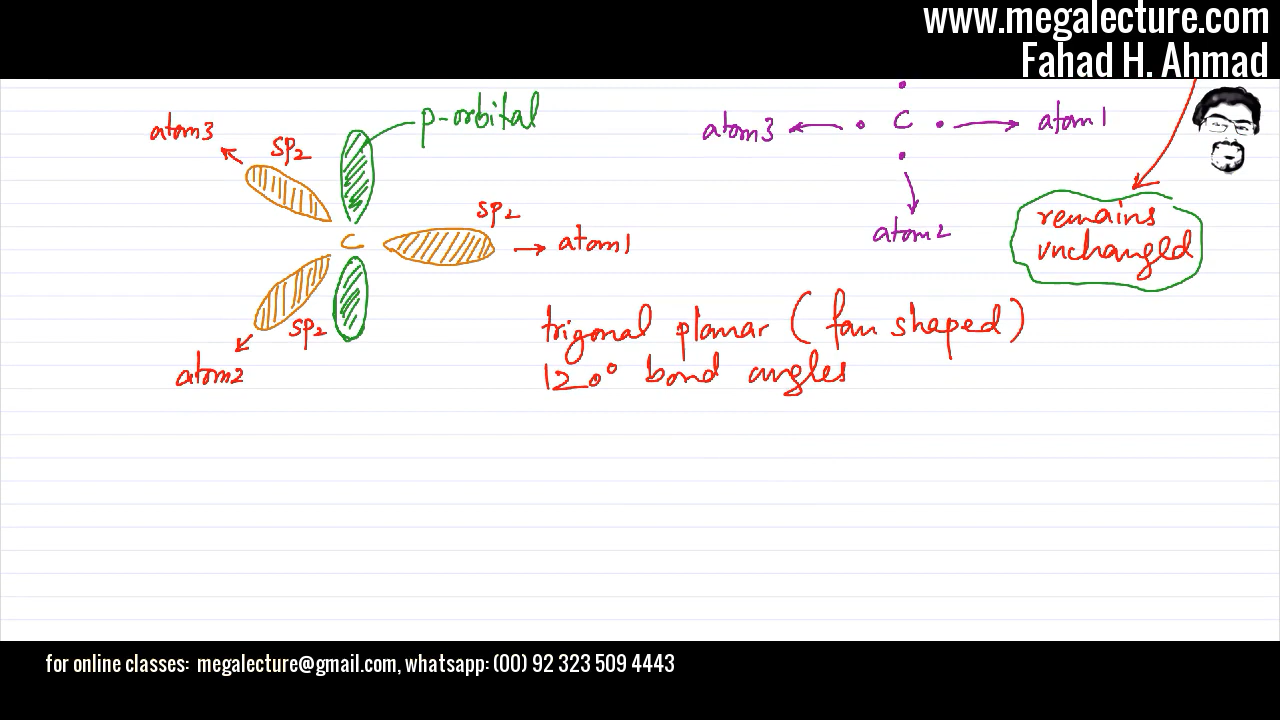 www.megalecture.com
Fahad H. Ahmad
p-orbital
atom3
sp2
C
sp2
atom1
sp2
atom2
atom3
C
atom1
atom2
remains
unchanged
trigonal planar (fan shaped)
120° bond angles
for online classes: megalecture@gmail.com, whatsapp: (00) 92 323 509 4443